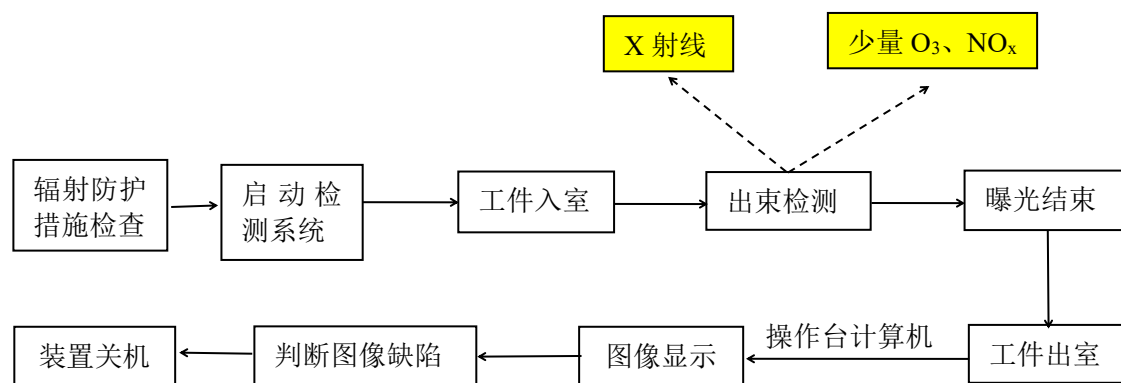 X 射线
少量 O₃、NOₓ
辐射防护
措施检查
启动检
测系统
工件入室
出束检测
曝光结束
装置关机
判断图像缺陷
图像显示
操作台计算机
工件出室